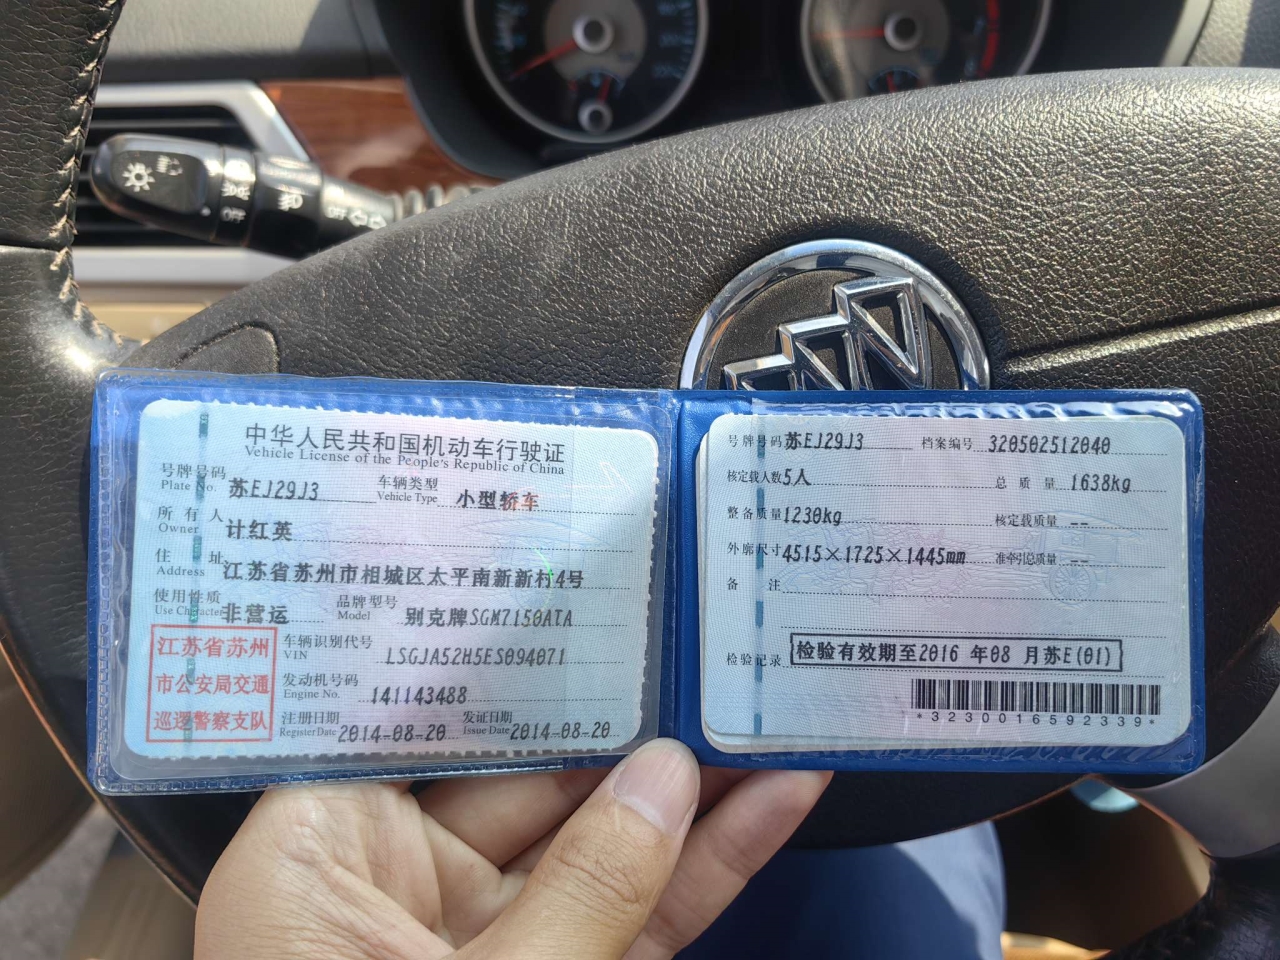 OFF
OFF
中华人民共和国机动车行驶证
Vehicle License of the People's Republic of China
号牌号码 苏EJ29J3 车辆类型 小型轿车
Plate No. Vehicle Type
所有人 计红英
Owner
住址 江苏省苏州市相城区太平南新新村4号
Address
使用性质 非营运 品牌型号 别克牌SGM7150ATA
Use Character Model
江苏省苏州
市公安局交通
巡逻警察支队
车辆识别代号 LSGJA52H5ES094071
VIN
发动机号码 141143488
Engine No.
注册日期 2014-08-20 发证日期 2014-08-20
Register Date Issue Date
号牌号码 苏EJ29J3 档案编号 320502512040
核定载人数 5人 总质量 1638kg
整备质量 1230kg 核定载质量 --
外廓尺寸 4515×1725×1445mm 准牵引总质量 --
备注
检验记录 检验有效期至2016 年08 月苏E(01)
*3230016592339*